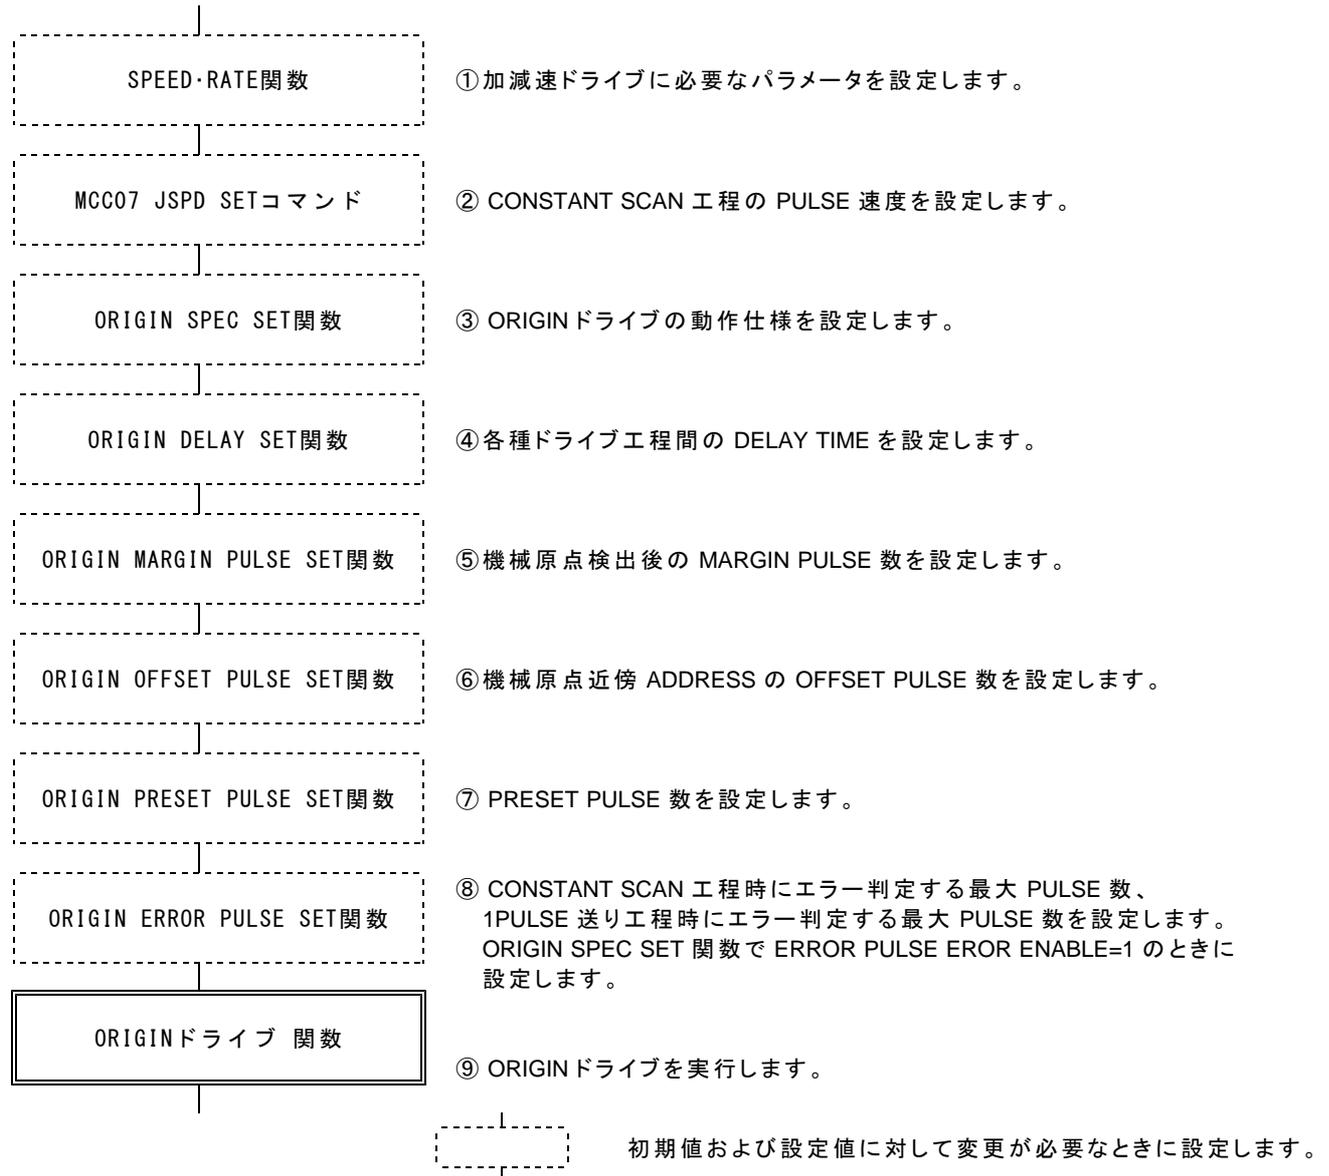 SPEED･RATE関数
①加減速ドライブに必要なパラメータを設定します。
MCC07 JSPD SETコマンド
② CONSTANT SCAN 工程の PULSE 速度を設定します。
ORIGIN SPEC SET関数
③ ORIGINドライブの動作仕様を設定します。
ORIGIN DELAY SET関数
④各種ドライブ工程間の DELAY TIME を設定します。
ORIGIN MARGIN PULSE SET関数
⑤機械原点検出後の MARGIN PULSE 数を設定します。
ORIGIN OFFSET PULSE SET関数
⑥機械原点近傍 ADDRESS の OFFSET PULSE 数を設定します。
ORIGIN PRESET PULSE SET関数
⑦ PRESET PULSE 数を設定します。
ORIGIN ERROR PULSE SET関数
⑧ CONSTANT SCAN 工程時にエラー判定する最大 PULSE 数、
1PULSE 送り工程時にエラー判定する最大 PULSE 数を設定します。
ORIGIN SPEC SET 関数で ERROR PULSE EROR ENABLE=1 のときに
設定します。
ORIGINドライブ 関数
⑨ ORIGINドライブを実行します。
初期値および設定値に対して変更が必要なときに設定します。